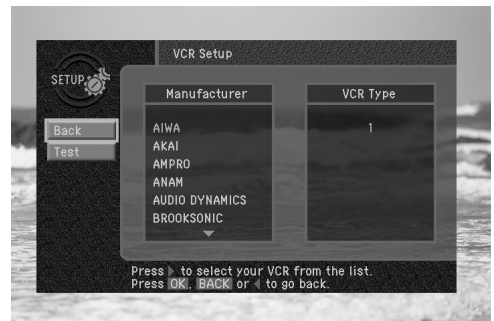 VCR Setup
SETUP
Back
Test
Manufacturer
AIWA
AKAI
AMPRO
ANAM
AUDIO DYNAMICS
BROOKSONIC
VCR Type
1
Press to select your VCR from the list.
Press OK, BACK or to go back.